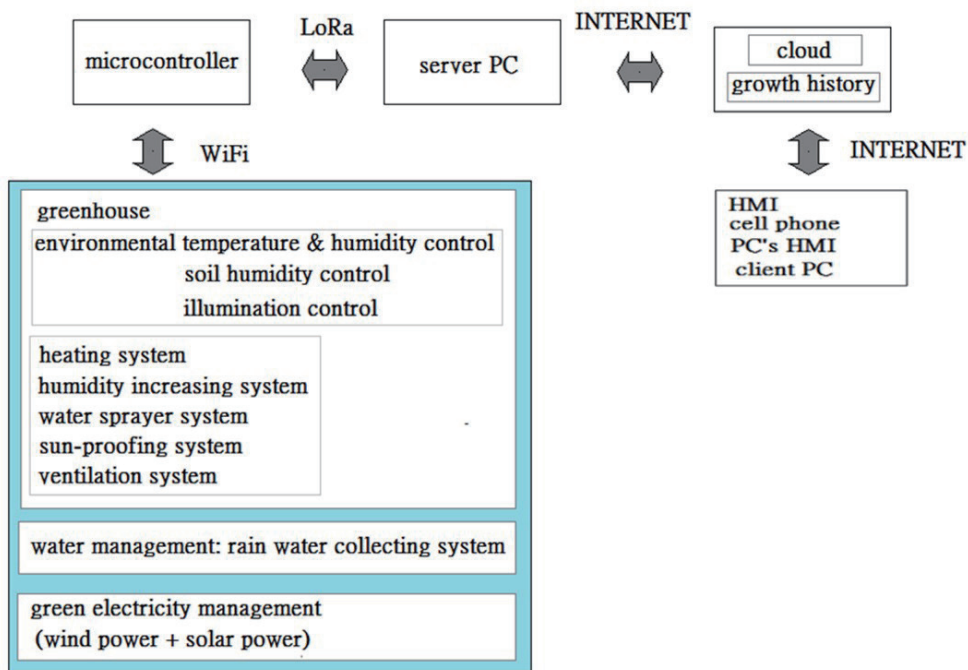 LoRa
INTERNET
microcontroller
server PC
cloud
growth history
WiFi
INTERNET
greenhouse
environmental temperature & humidity control
soil humidity control
illumination control
heating system
humidity increasing system
water sprayer system
sun-proofing system
ventilation system
water management: rain water collecting system
green electricity management
(wind power + solar power)
HMI
cell phone
PC's HMI
client PC